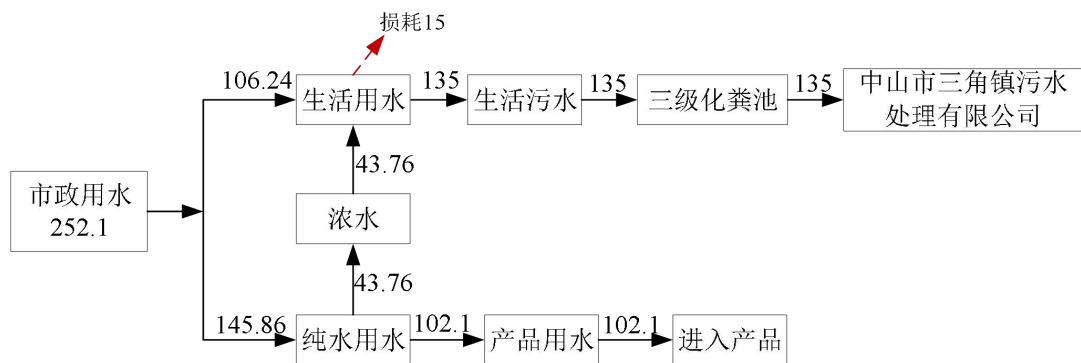 损耗15
106.24
生活用水
135
生活污水
135
三级化粪池
135
中山市三角镇污水
处理有限公司
43.76
市政用水
252.1
浓水
43.76
145.86
纯水用水
102.1
产品用水
102.1
进入产品